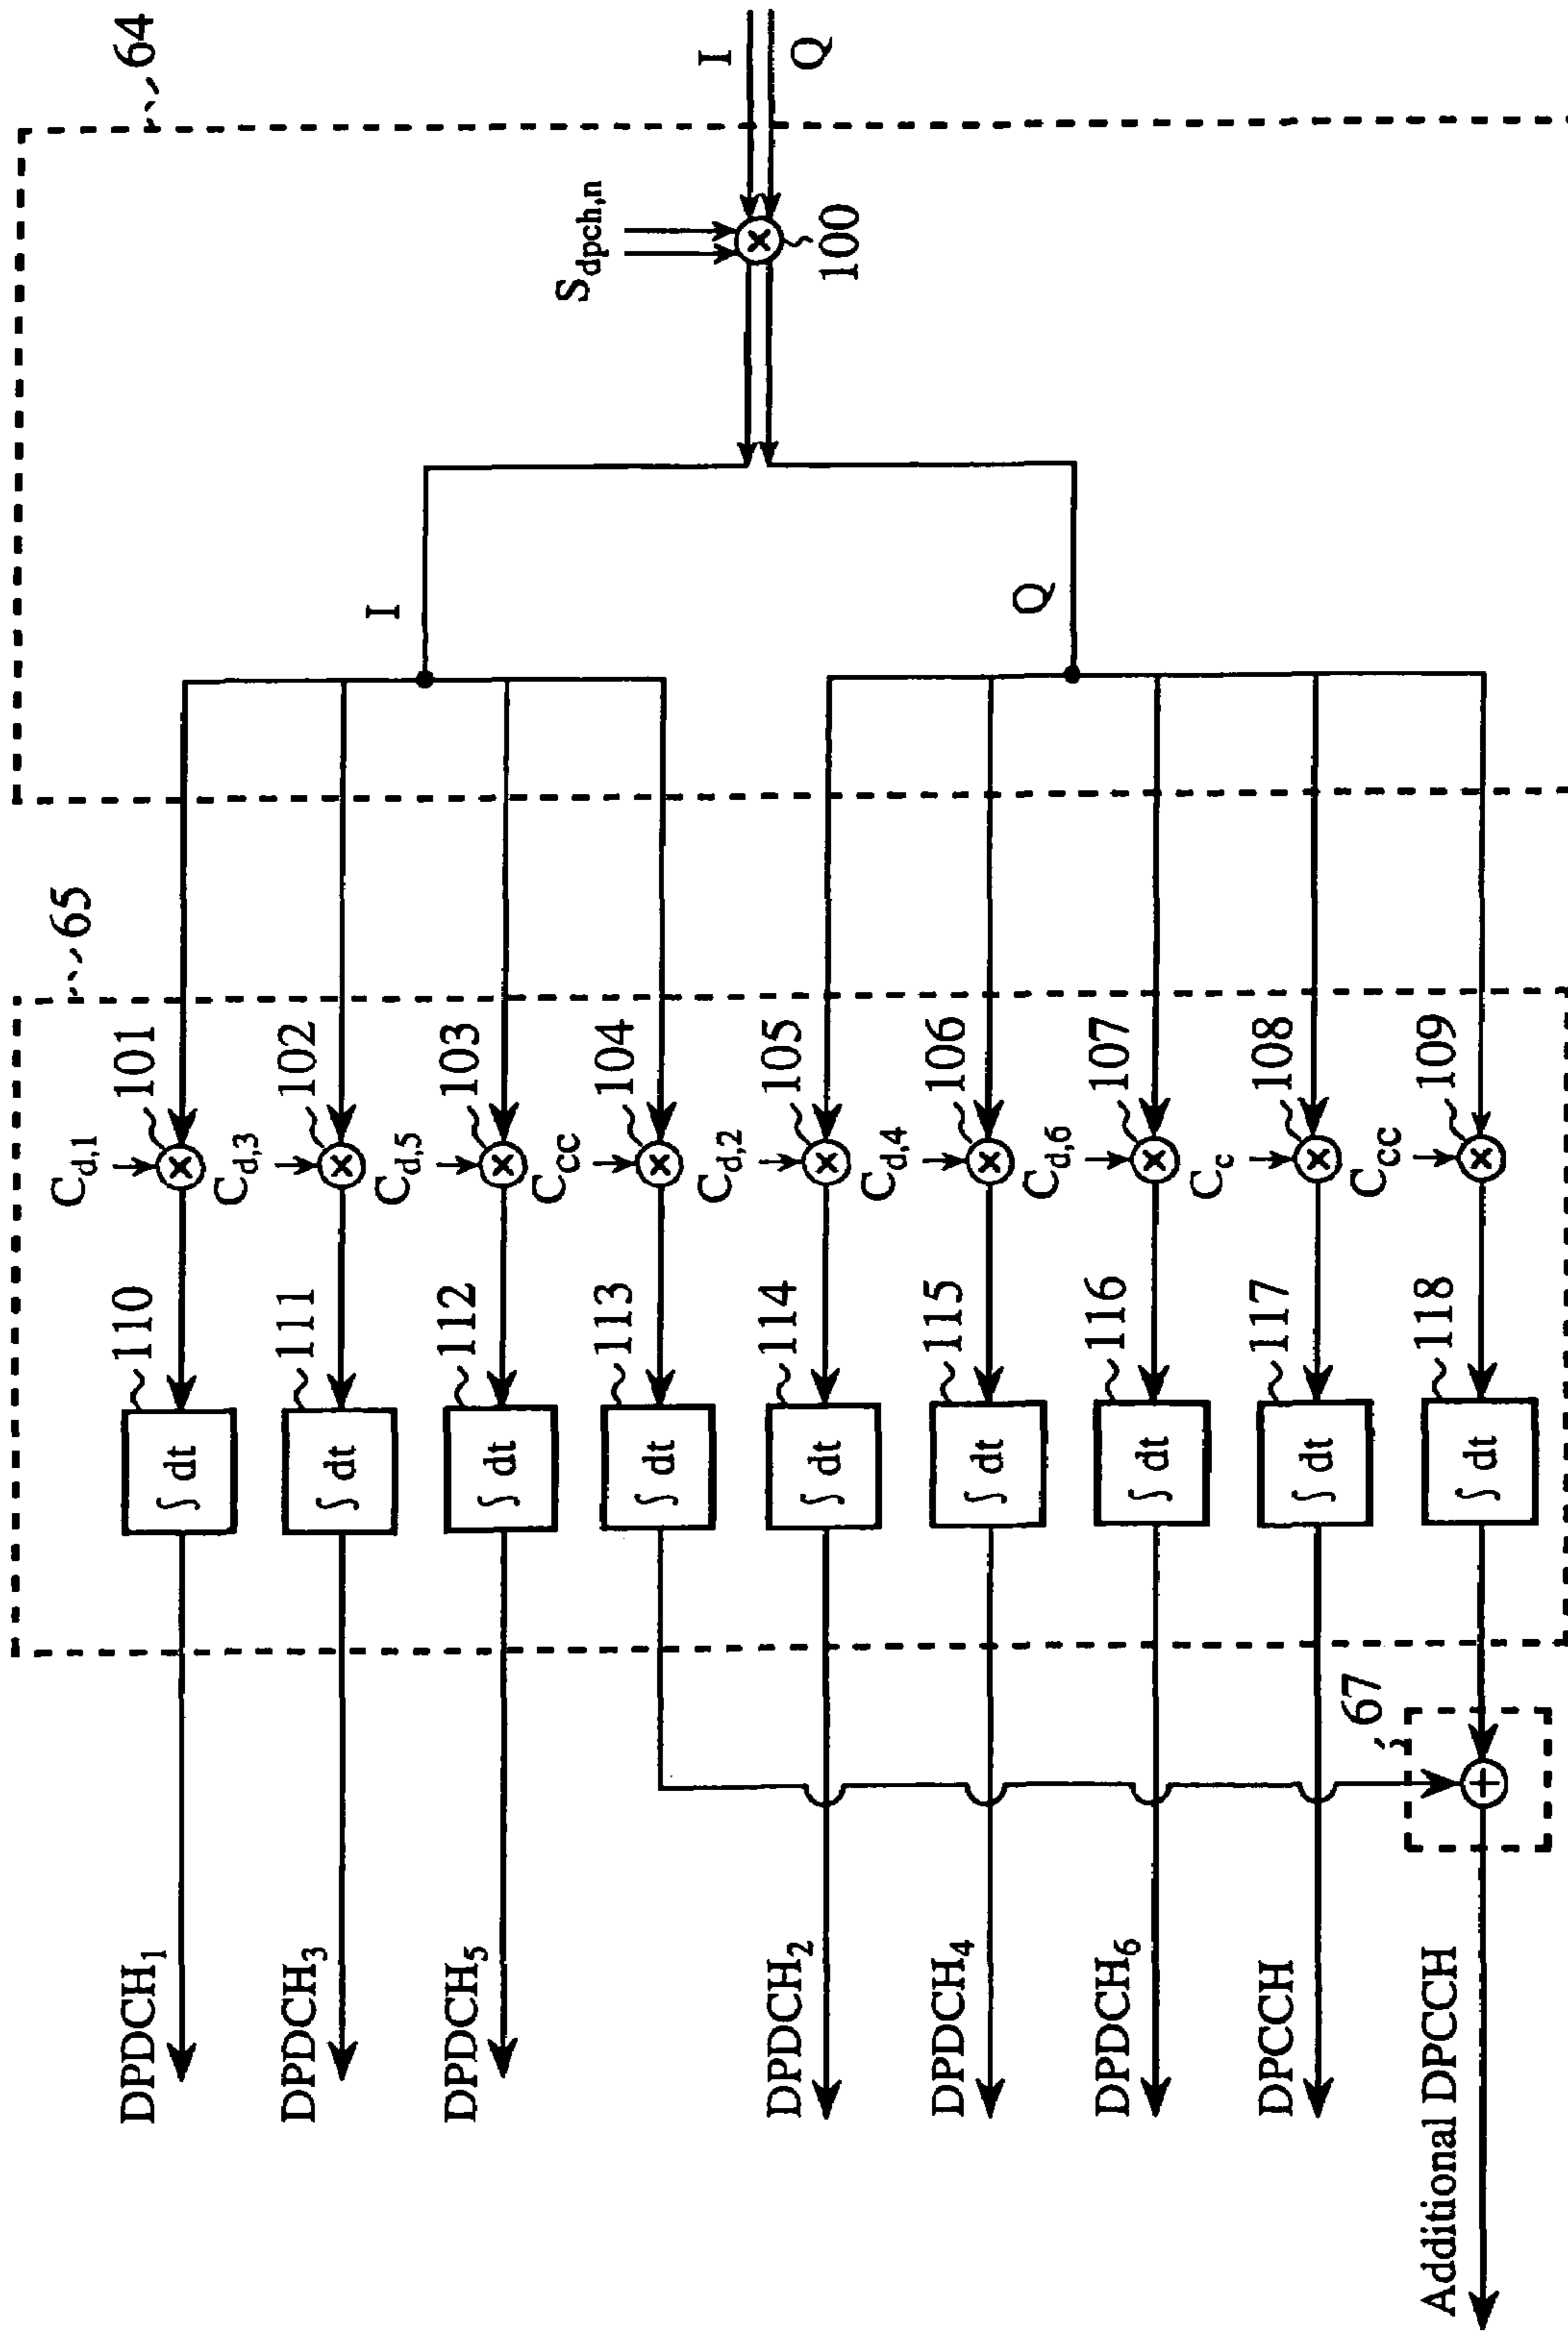 64
I
Q
S_dpch,n
100
I
Q
65
C_d,1
101
C_d,3
102
C_d,5
103
C_cc
104
C_d,2
105
C_d,4
106
C_d,6
107
C_c
108
C_cc
109
110
111
112
113
114
115
116
117
118
∫ dt
∫ dt
∫ dt
∫ dt
∫ dt
∫ dt
∫ dt
∫ dt
∫ dt
67
DPDCH_1
DPDCH_3
DPDCH_5
DPDCH_2
DPDCH_4
DPDCH_6
DPCCH
Additional DPCCH